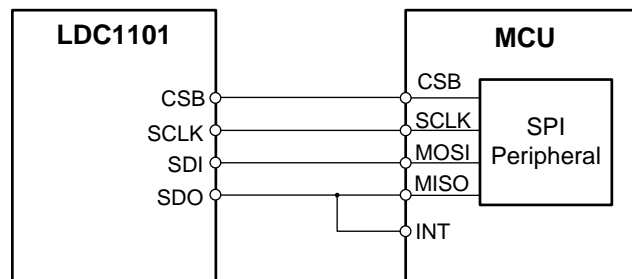 LDC1101 MCU
CSB CSB
SCLK SCLK SPI
SDI MOSI Peripheral
SDO MISO
INT